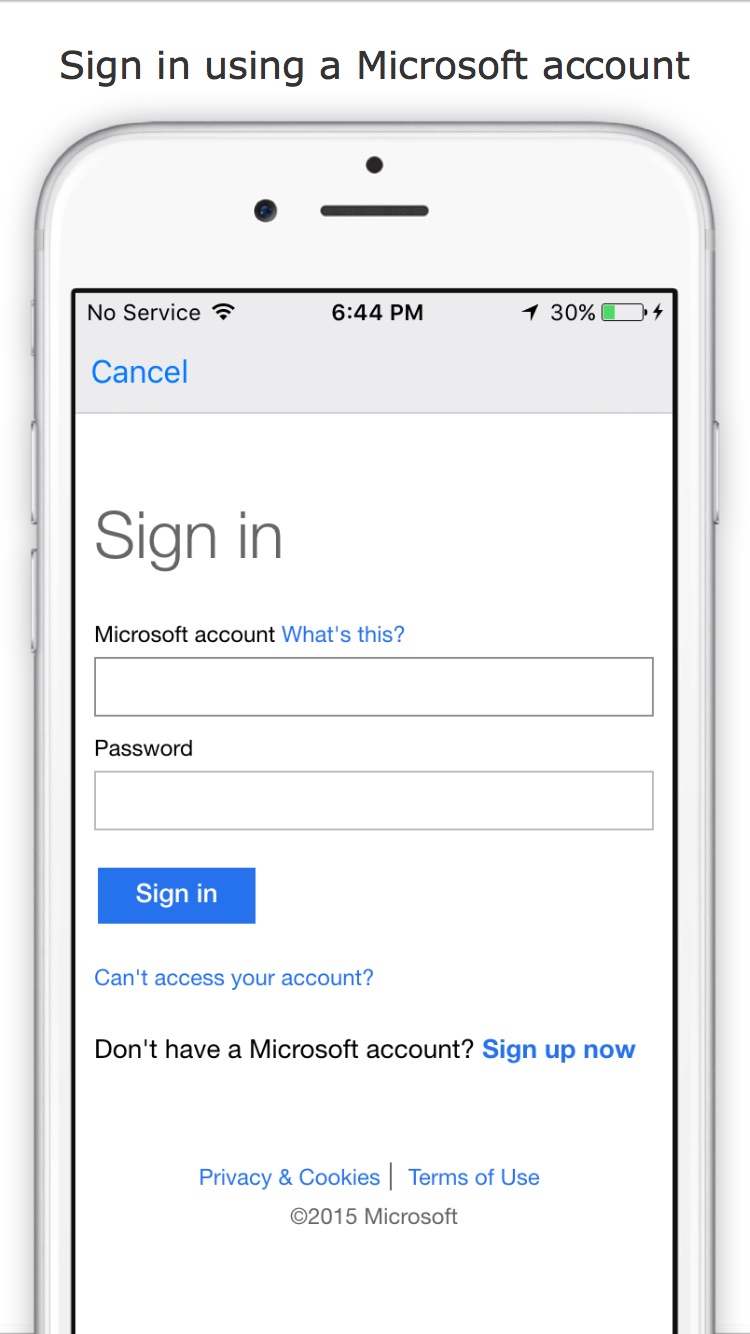 Sign in using a Microsoft account
No Service 6:44 PM 30%
Cancel
Sign in
Microsoft account What's this?
Password
Sign in
Can't access your account?
Don't have a Microsoft account? Sign up now
Privacy & Cookies | Terms of Use
©2015 Microsoft